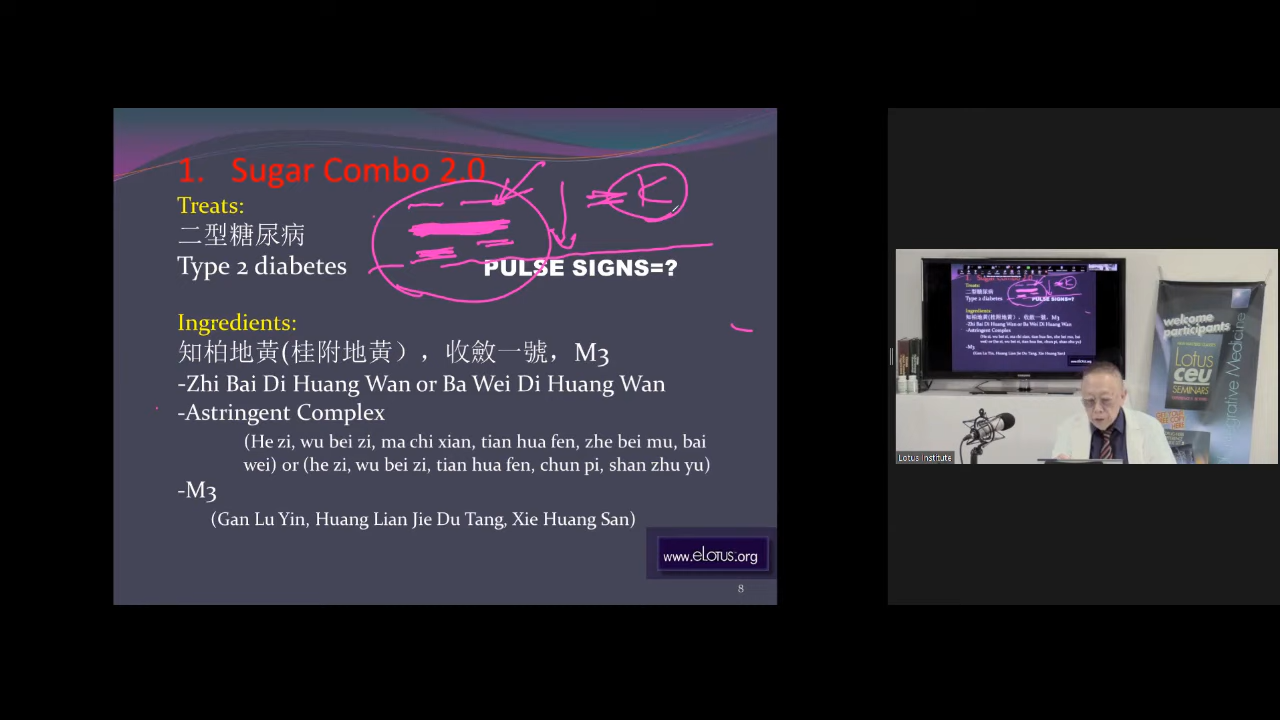 1. Sugar Combo 2.0
Treats:
二型糖尿病
Type 2 diabetes
K
PULSE SIGNS=?
Ingredients:
知柏地黃(桂附地黃），收斂一號，M3
-Zhi Bai Di Huang Wan or Ba Wei Di Huang Wan
-Astringent Complex
(He zi, wu bei zi, ma chi xian, tian hua fen, zhe bei mu, bai
wei) or (he zi, wu bei zi, tian hua fen, chun pi, shan zhu yu)
-M3
(Gan Lu Yin, Huang Lian Jie Du Tang, Xie Huang San)
www.eLotus.org
8
welcome
participants
Lotus
ceu
SEMINARS
Integrative Medicine
Lotus Institute